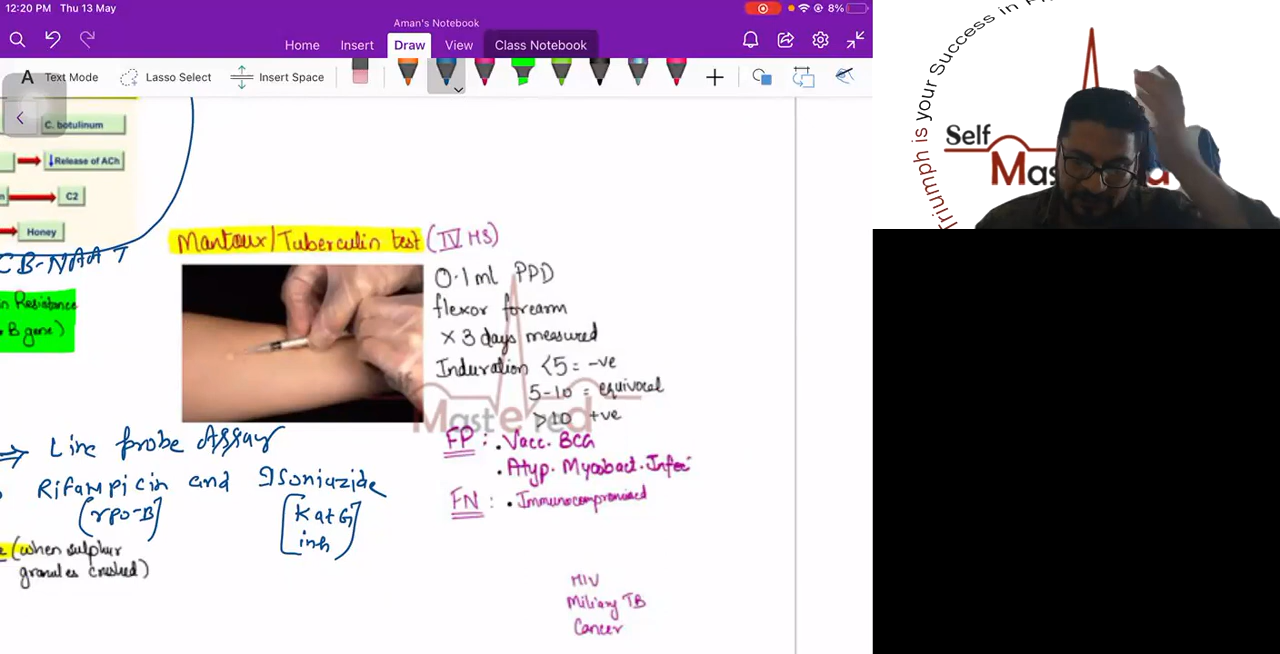 12:20 PM Thu 13 May
8%
Aman's Notebook
Home Insert Draw View Class Notebook
A Text Mode Lasso Select Insert Space
C. botulinum
↓Release of ACh
C2
Honey
CB-NAAT
in Resistance
B gene)
Mantoux/Tuberculin test (IV HS)
0.1ml PPD
flexor forearm
x 3 days measured
Induration <5 = -ve
5-10 = equivocal
>10 +ve
FP : . Vacc. BCG
. Atyp. Myobact. Infec
FN : . Immunocompromised
HIV
Miliary TB
Cancer
⇒ Line Probe Assay
Rifampicin and Isoniazide
[rpo-B] [Kat G
inh]
(when sulphur
granules crushed)
Self
Mastered
Triumph is your Success in
Self
Mas